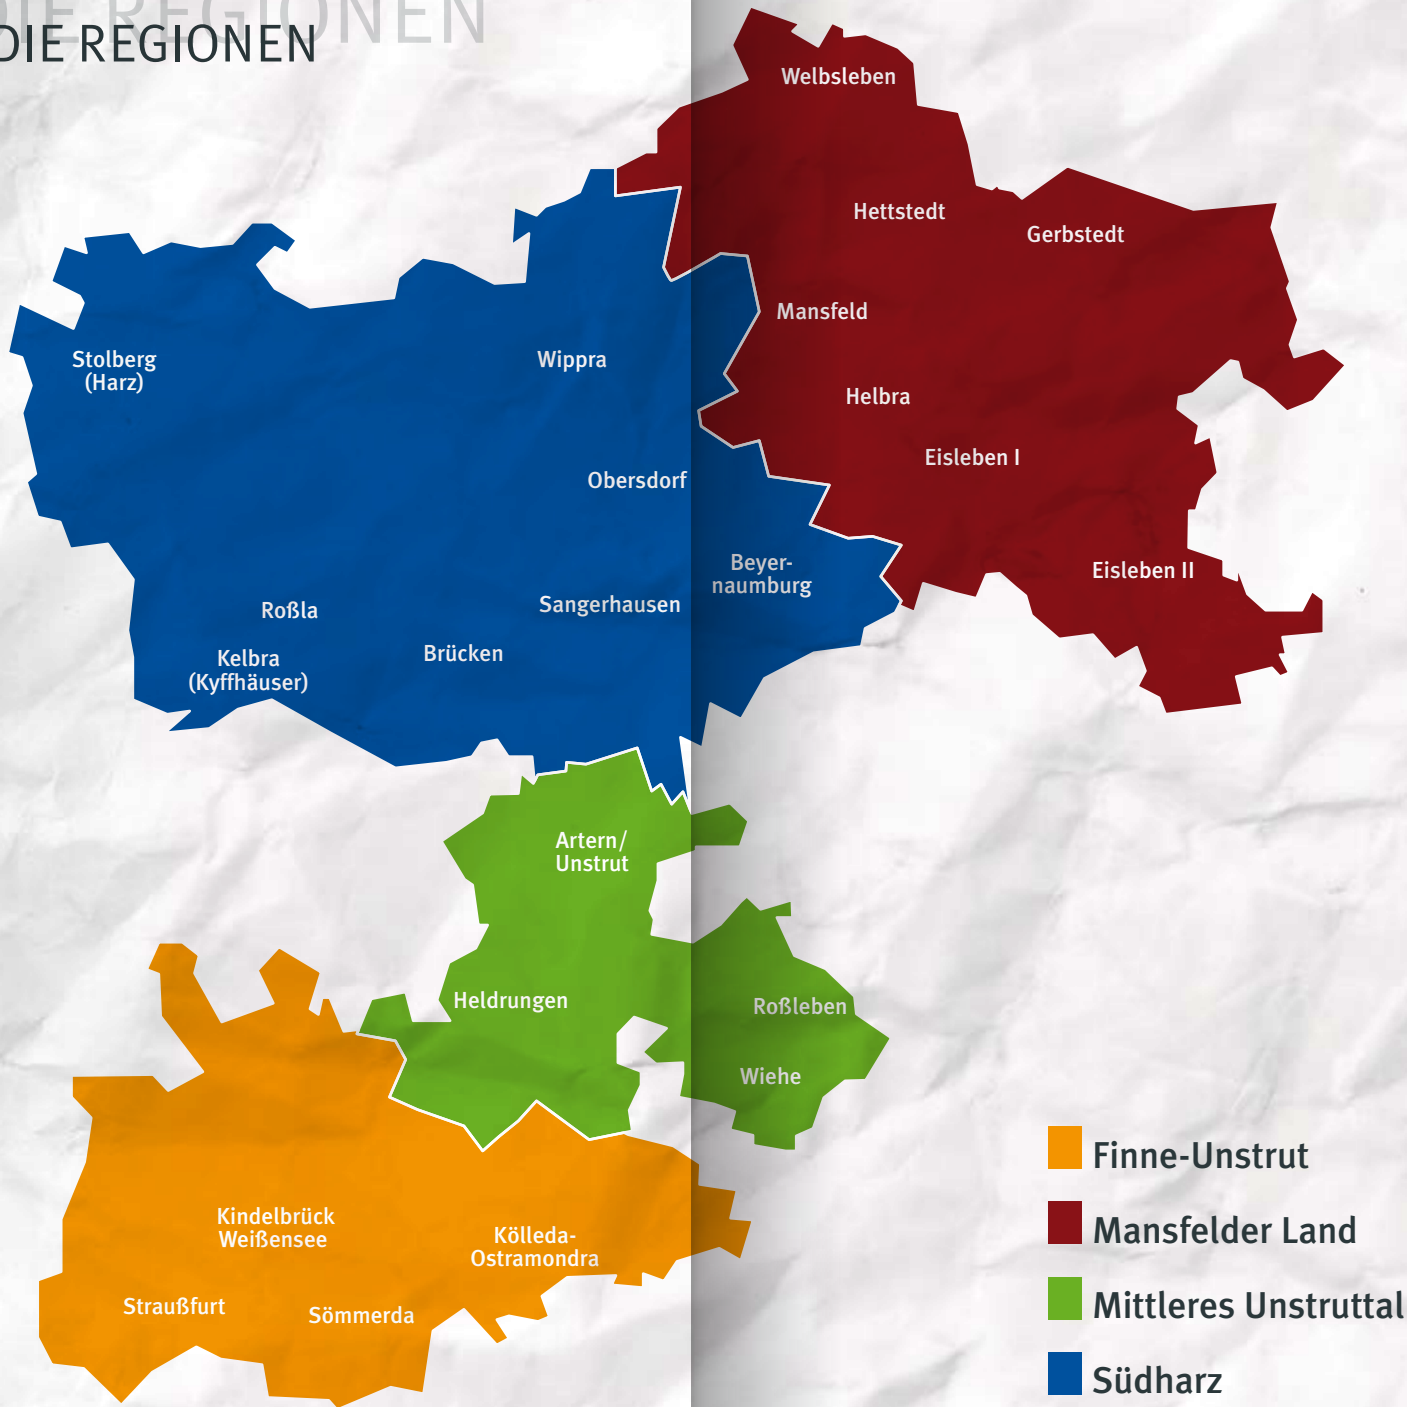 DIE REGIONEN
DIE REGIONEN
Welbsleben
Hettstedt
Gerbstedt
Mansfeld
Stolberg
(Harz)
Wippra
Helbra
Eisleben I
Obersdorf
Beyer-
naumburg
Eisleben II
Sangerhausen
Roßla
Brücken
Kelbra
(Kyffhäuser)
Artern/
Unstrut
Heldrungen
Roßleben
Wiehe
Kindelbrück
Weißensee
Kölleda-
Ostramondra
Straußfurt
Sömmerda
Finne-Unstrut
Mansfelder Land
Mittleres Unstruttal
Südharz